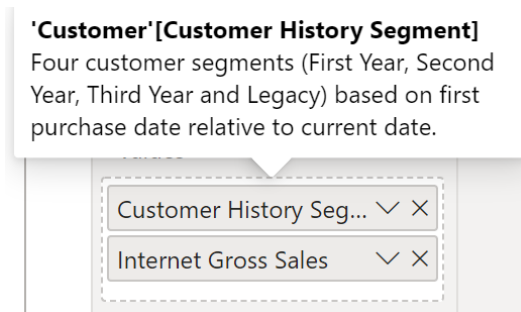 'Customer'[Customer History Segment]
Four customer segments (First Year, Second
Year, Third Year and Legacy) based on first
purchase date relative to current date.
Customer History Seg...
Internet Gross Sales